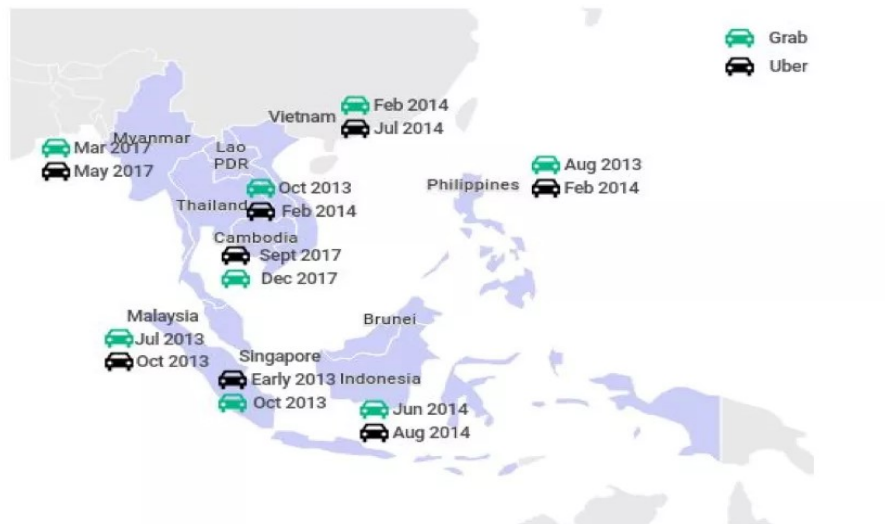 Grab
Uber
Vietnam
Feb 2014
Jul 2014
Myanmar
Mar 2017
May 2017
Lao
PDR
Philippines
Aug 2013
Feb 2014
Thailand
Oct 2013
Feb 2014
Cambodia
Sept 2017
Dec 2017
Malaysia
Jul 2013
Oct 2013
Brunei
Singapore
Early 2013
Oct 2013
Indonesia
Jun 2014
Aug 2014